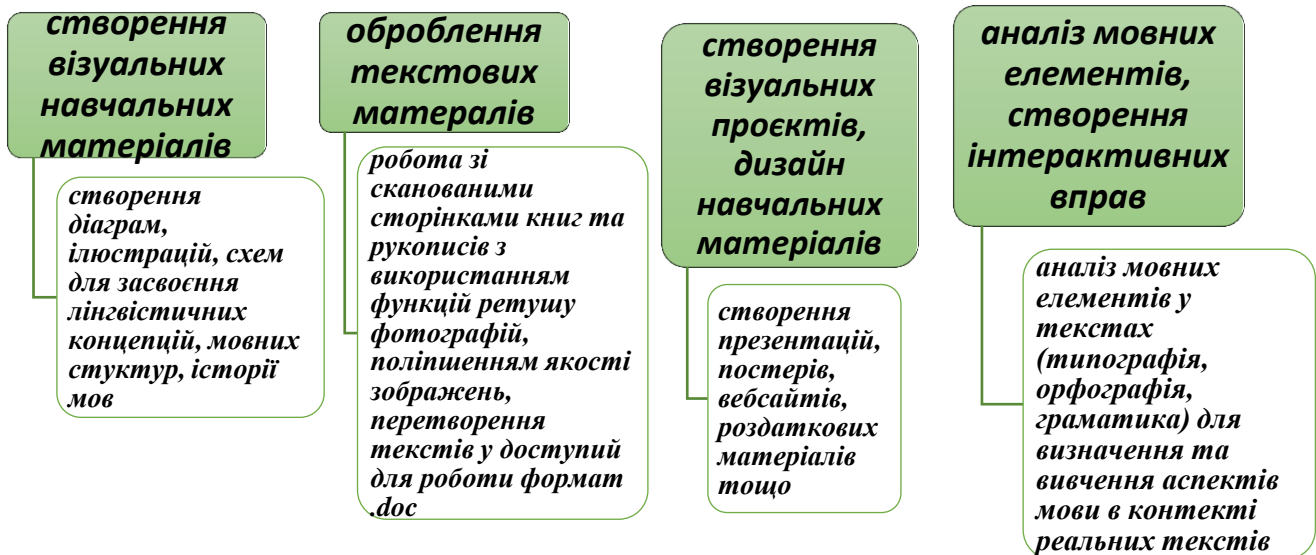 створення
візуальних
навчальних
матеріалів
створення
діаграм,
ілюстрацій, схем
для засвоєння
лінгвістичних
концепцій, мовних
стуктур, історії
мов
оброблення
текстових
матералів
робота зі
сканованими
сторінками книг та
рукописів з
використанням
функцій ретушу
фотографій,
поліпшенням якості
зображень,
перетворення
текстів у доступий
для роботи формат
.doc
створення
візуальних
проєктів,
дизайн
навчальних
матеріалів
створення
презентацій,
постерів,
вебсайтів,
роздаткових
матеріалів
тощо
аналіз мовних
елементів,
створення
інтерактивних
вправ
аналіз мовних
елементів у
текстах
(типографія,
орфографія,
граматика) для
визначення та
вивчення аспектів
мови в контекті
реальних текстів